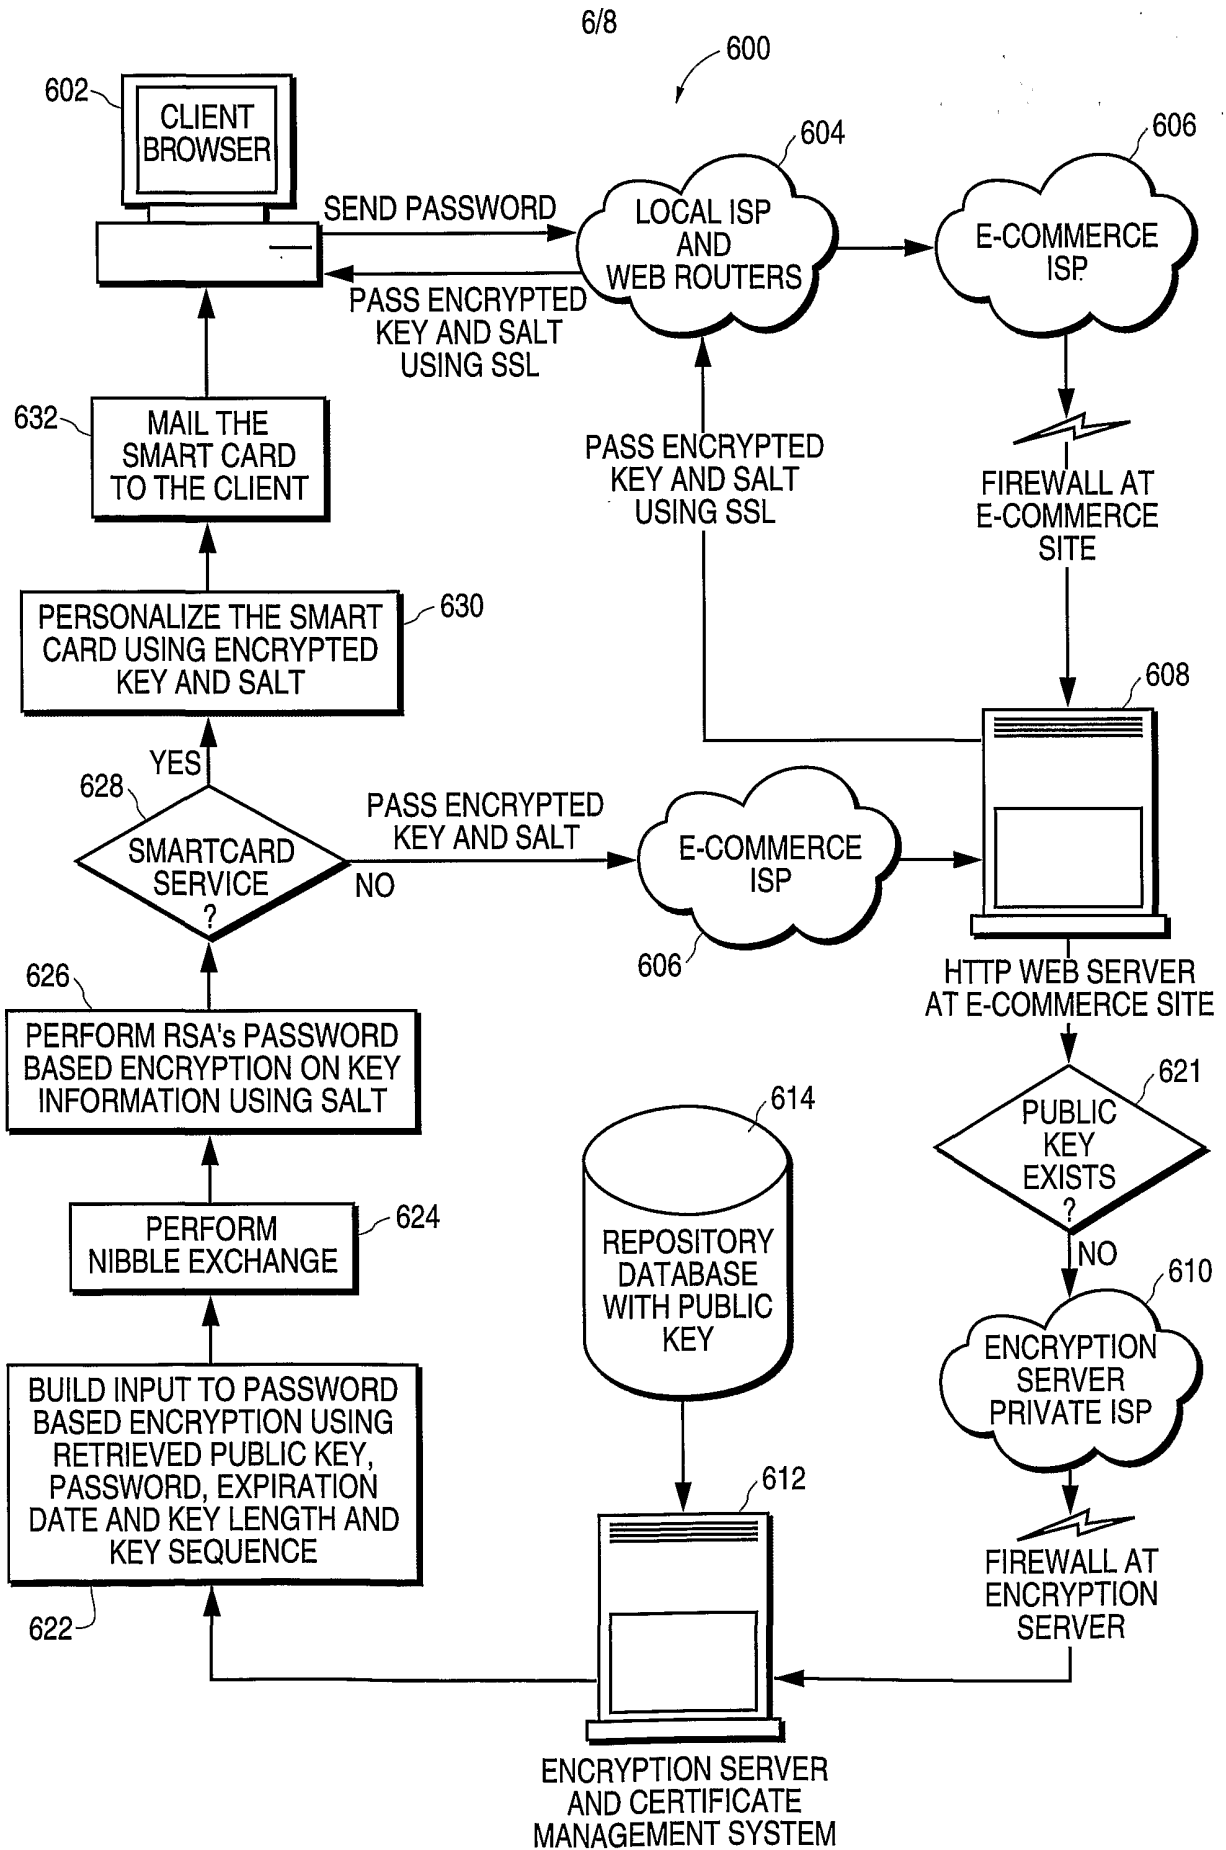 6/8
600
602
CLIENT
BROWSER
SEND PASSWORD
604
LOCAL ISP
AND
WEB ROUTERS
606
E-COMMERCE
ISP
PASS ENCRYPTED
KEY AND SALT
USING SSL
632
MAIL THE
SMART CARD
TO THE CLIENT
PASS ENCRYPTED
KEY AND SALT
USING SSL
FIREWALL AT
E-COMMERCE
SITE
630
PERSONALIZE THE SMART
CARD USING ENCRYPTED
KEY AND SALT
608
YES
628
SMARTCARD
SERVICE
?
NO
PASS ENCRYPTED
KEY AND SALT
E-COMMERCE
ISP
606
HTTP WEB SERVER
AT E-COMMERCE SITE
626
PERFORM RSA's PASSWORD
BASED ENCRYPTION ON KEY
INFORMATION USING SALT
621
PUBLIC
KEY
EXISTS
?
NO
614
REPOSITORY
DATABASE
WITH PUBLIC
KEY
624
PERFORM
NIBBLE EXCHANGE
610
ENCRYPTION
SERVER
PRIVATE ISP
BUILD INPUT TO PASSWORD
BASED ENCRYPTION USING
RETRIEVED PUBLIC KEY,
PASSWORD, EXPIRATION
DATE AND KEY LENGTH AND
KEY SEQUENCE
622
612
FIREWALL AT
ENCRYPTION
SERVER
ENCRYPTION SERVER
AND CERTIFICATE
MANAGEMENT SYSTEM